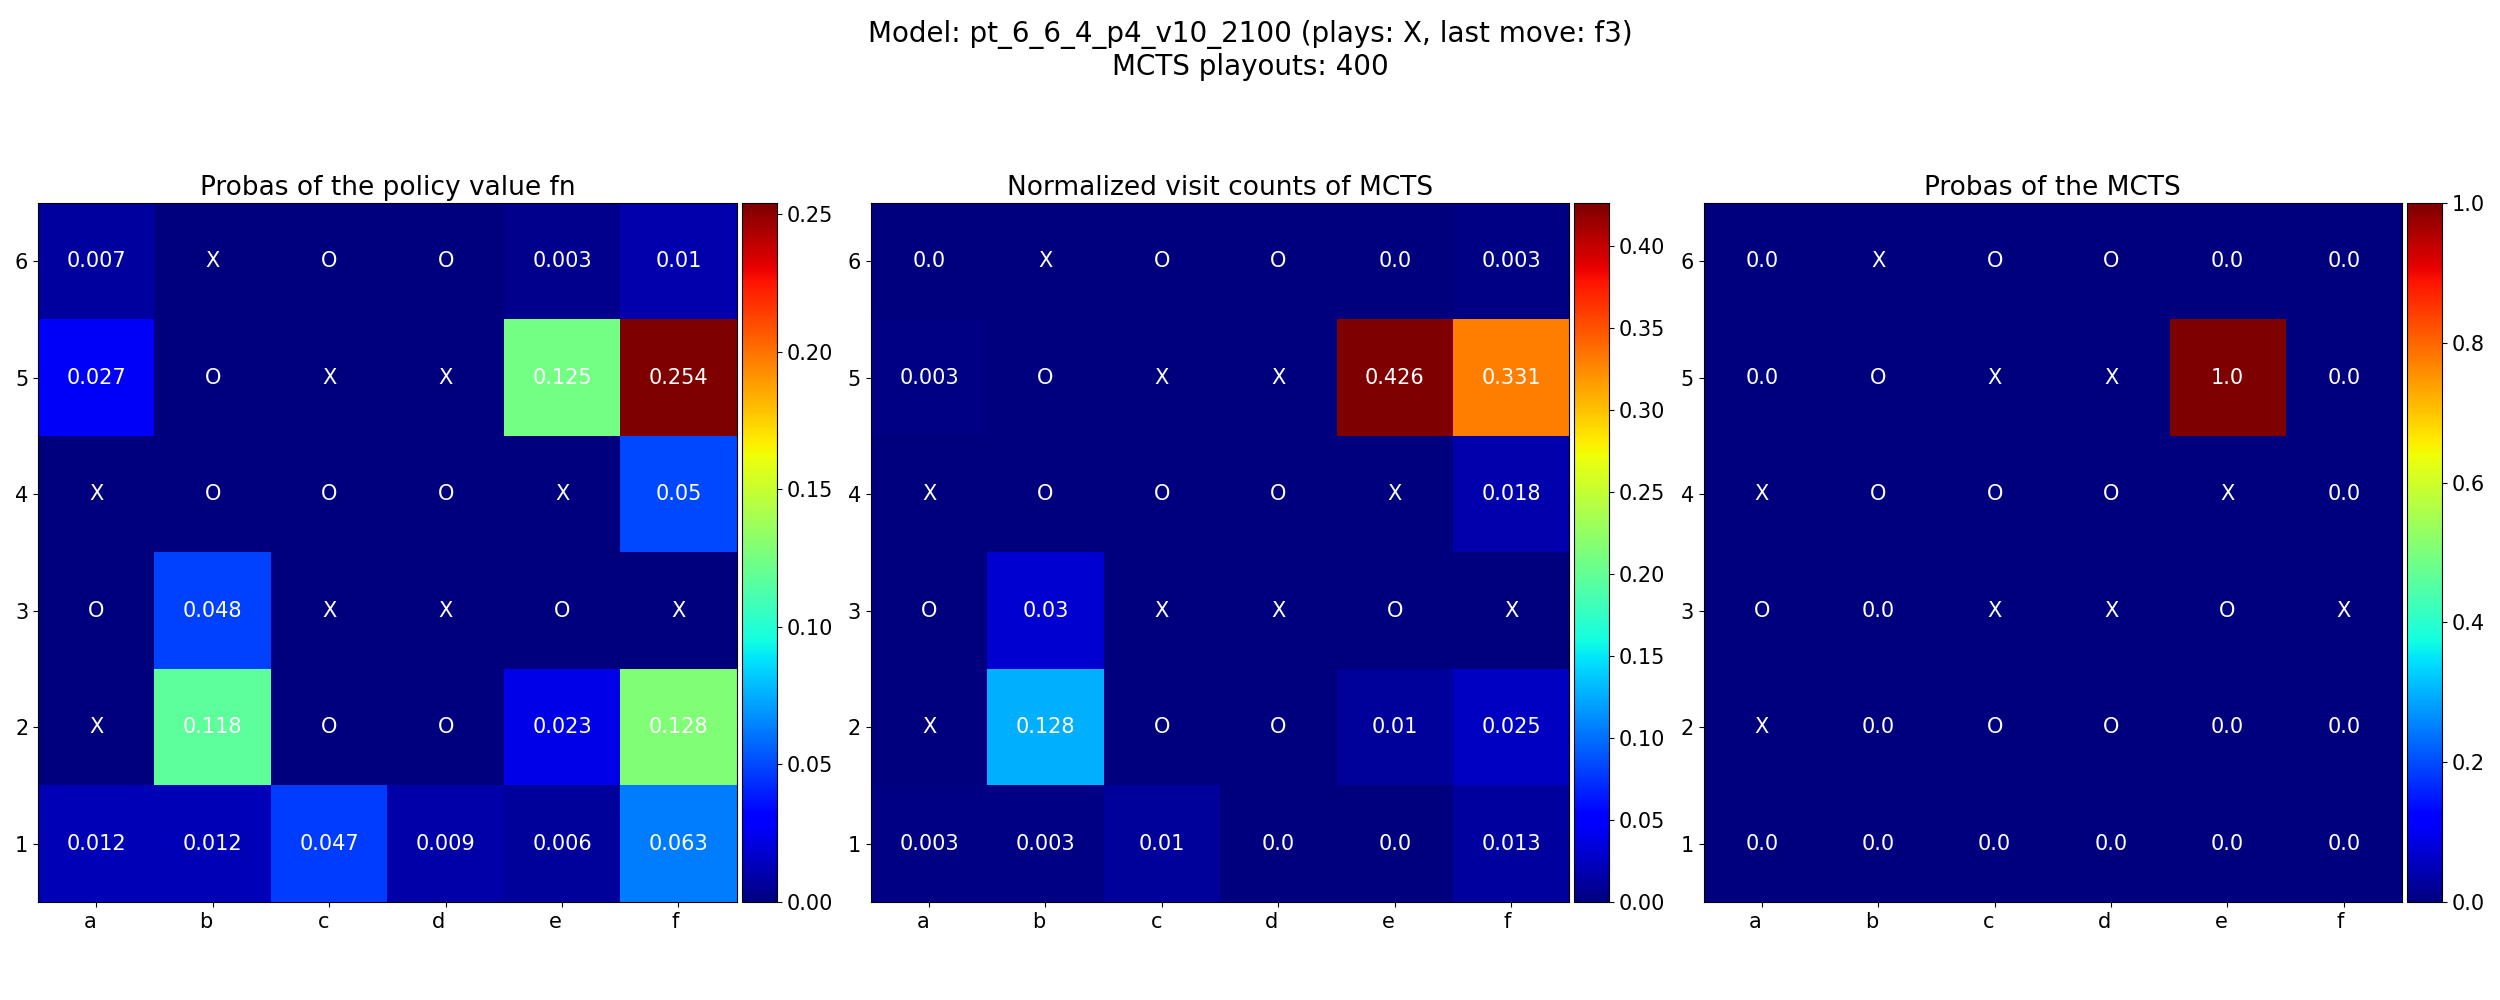 Model: pt_6_6_4_p4_v10_2100 (plays: X, last move: f3)
MCTS playouts: 400
Probas of the policy value fn
6 0.007 X O O 0.003 0.01
5 0.027 O X X 0.125 0.254
4 X O O O X 0.05
3 O 0.048 X X O X
2 X 0.118 O O 0.023 0.128
1 0.012 0.012 0.047 0.009 0.006 0.063
a b c d e f
0.25
0.20
0.15
0.10
0.05
0.00
Normalized visit counts of MCTS
6 0.0 X O O 0.0 0.003
5 0.003 O X X 0.426 0.331
4 X O O O X 0.018
3 O 0.03 X X O X
2 X 0.128 O O 0.01 0.025
1 0.003 0.003 0.01 0.0 0.0 0.013
a b c d e f
0.40
0.35
0.30
0.25
0.20
0.15
0.10
0.05
0.00
Probas of the MCTS
6 0.0 X O O 0.0 0.0
5 0.0 O X X 1.0 0.0
4 X O O O X 0.0
3 O 0.0 X X O X
2 X 0.0 O O 0.0 0.0
1 0.0 0.0 0.0 0.0 0.0 0.0
a b c d e f
1.0
0.8
0.6
0.4
0.2
0.0